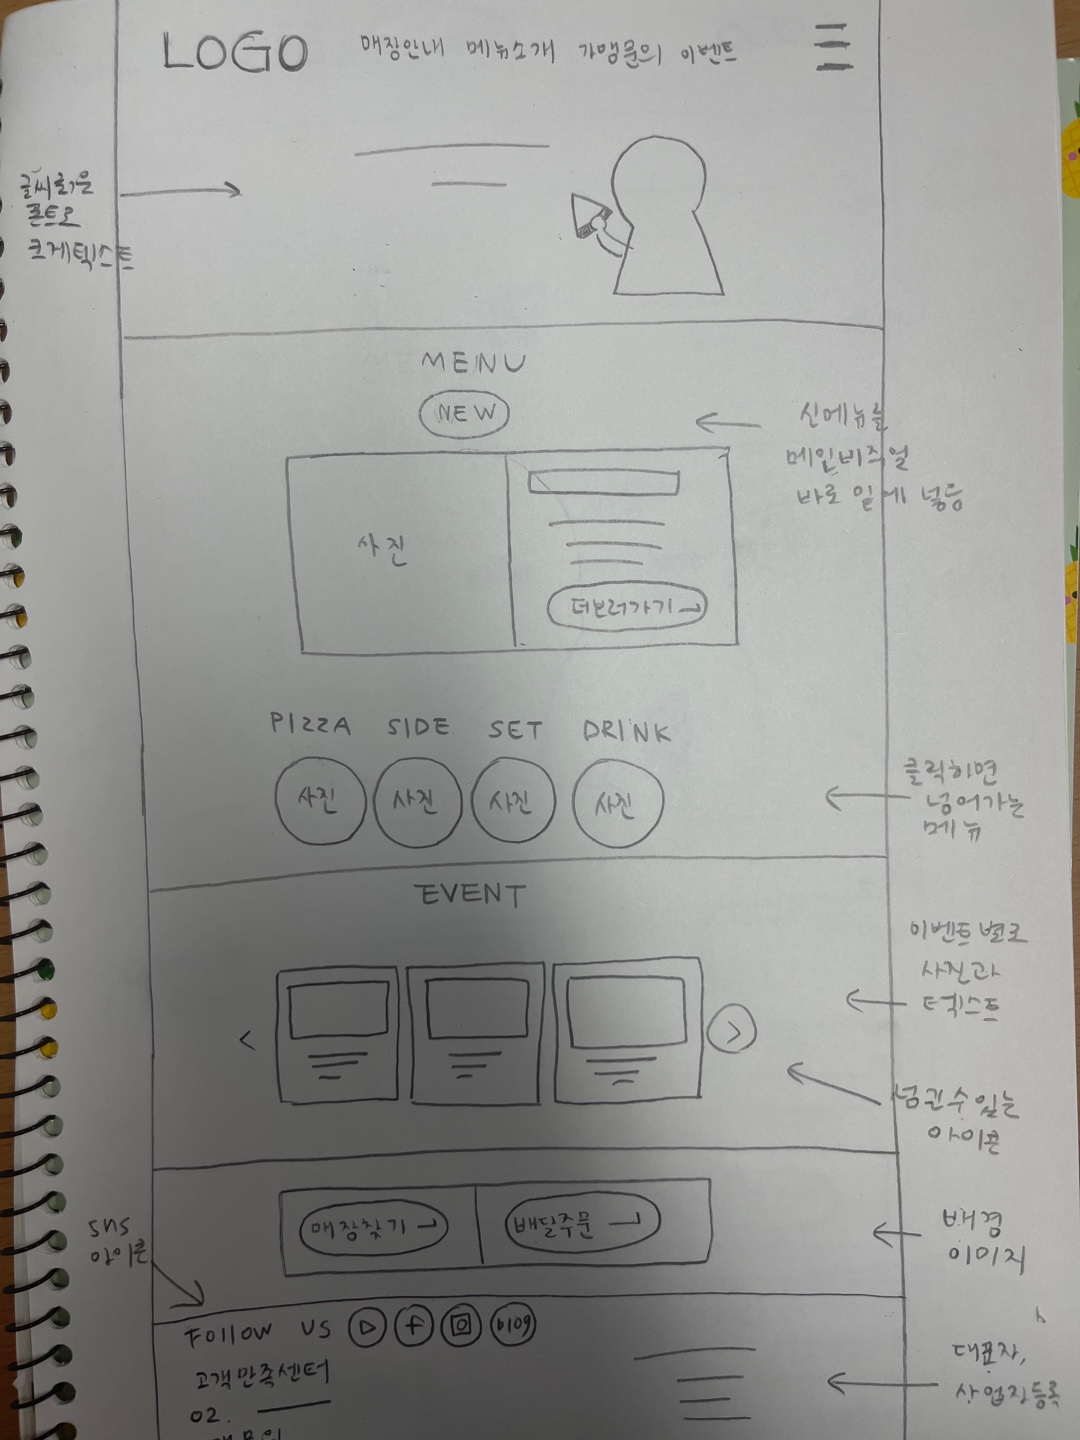 LOGO 매장안내 메뉴소개 가맹문의 이벤트
글씨
폰트로
크게텍스트
MENU
NEW
신메뉴를
메인비주얼
바로 밑에 넣음
사진
더보러가기
PIZZA SIDE SET DRINK
사진 사진 사진 사진
클릭하면
넘어가는
메뉴
EVENT
이벤트별로
사진과
텍스트
< >
넘길수 있는
아이콘
매장찾기 배달주문
배경
이미지
sns
아이콘
Follow US f blog
고객만족센터
02.
대표자,
사업자등록